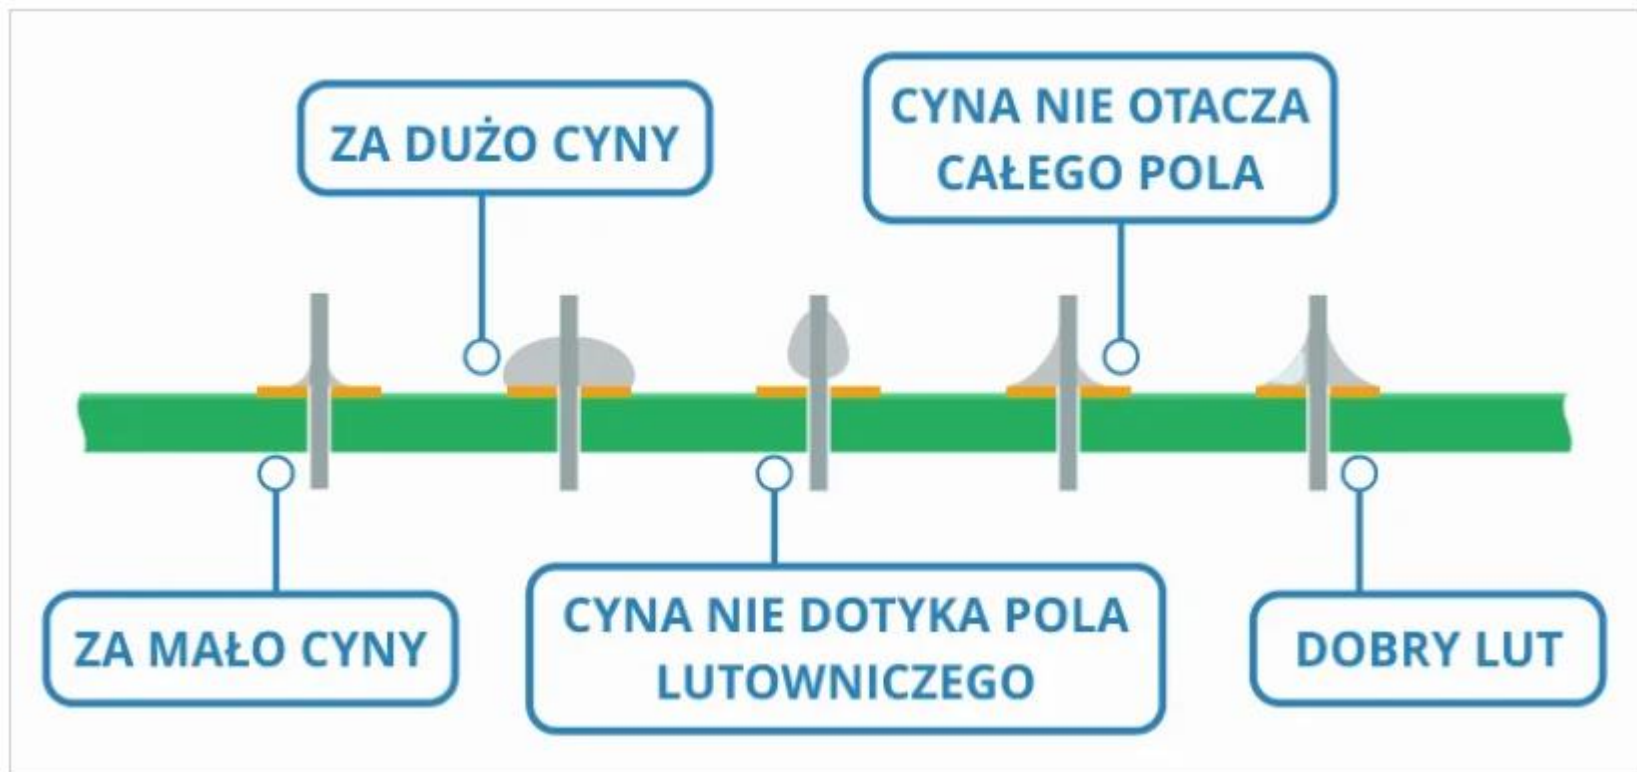 ZA DUŻO CYNY
CYNA NIE OTACZA
CAŁEGO POLA
ZA MAŁO CYNY
CYNA NIE DOTYKA POLA
LUTOWNICZEGO
DOBRY LUT